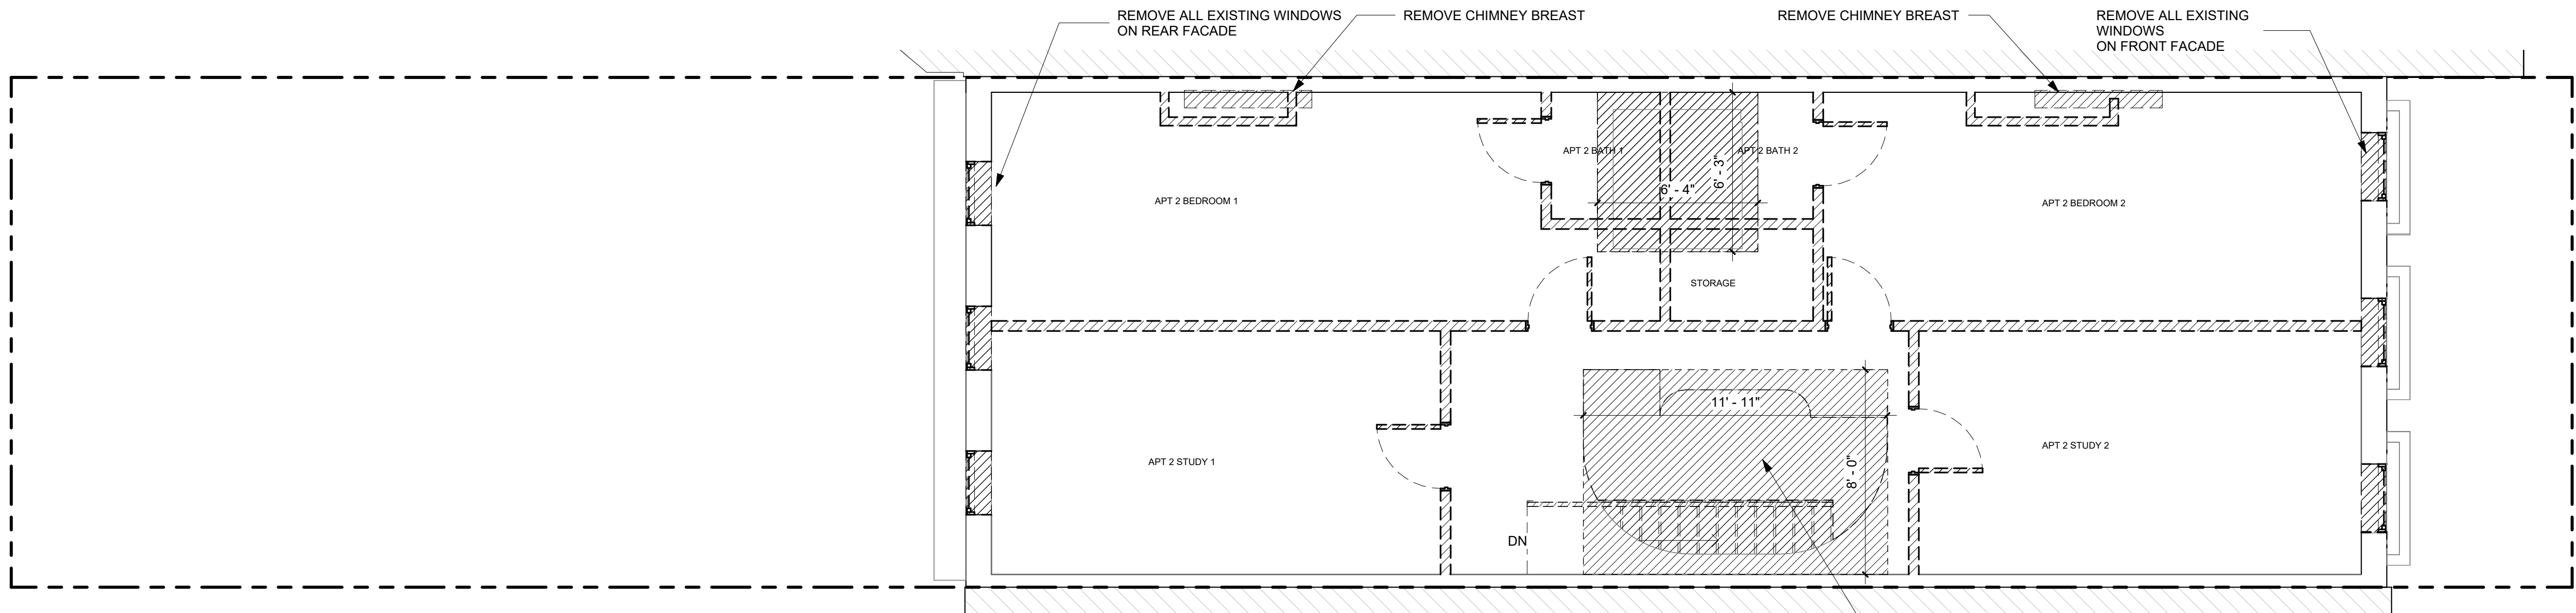 REMOVE ALL EXISTING WINDOWS
ON REAR FACADE
REMOVE CHIMNEY BREAST
REMOVE CHIMNEY BREAST
REMOVE ALL EXISTING
WINDOWS
ON FRONT FACADE
APT 2 BATH 1
APT 2 BATH 2
6' - 3"
6' - 4"
APT 2 BEDROOM 1
APT 2 BEDROOM 2
STORAGE
11' - 11"
APT 2 STUDY 1
8' - 0"
APT 2 STUDY 2
DN